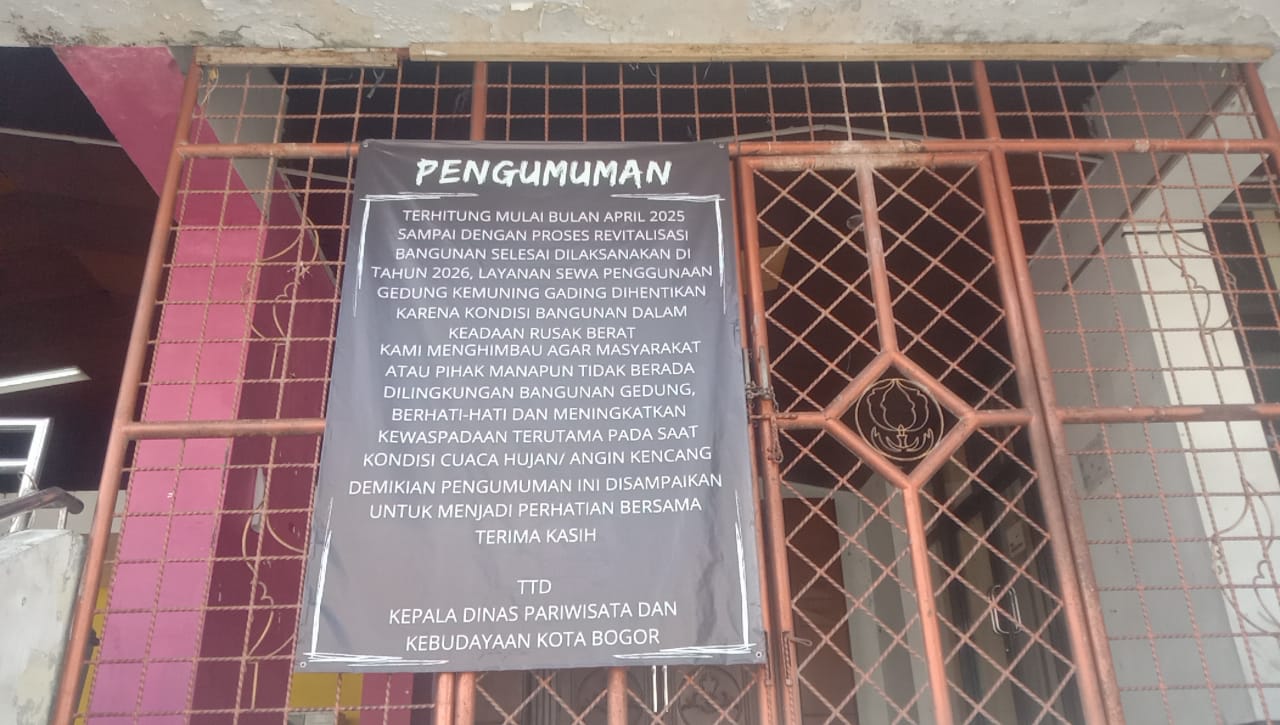 PENGUMUMAN
TERHITUNG MULAI BULAN APRIL 2025
SAMPAI DENGAN PROSES REVITALISASI
BANGUNAN SELESAI DILAKSANAKAN DI
TAHUN 2026, LAYANAN SEWA PENGGUNAAN
GEDUNG KEMUNING GADING DIHENTIKAN
KARENA KONDISI BANGUNAN DALAM
KEADAAN RUSAK BERAT
KAMI MENGHIMBAU AGAR MASYARAKAT
ATAU PIHAK MANAPUN TIDAK BERADA
DILINGKUNGAN BANGUNAN GEDUNG,
BERHATI-HATI DAN MENINGKATKAN
KEWASPADAAN TERUTAMA PADA SAAT
KONDISI CUACA HUJAN/ ANGIN KENCANG
DEMIKIAN PENGUMUMAN INI DISAMPAIKAN
UNTUK MENJADI PERHATIAN BERSAMA
TERIMA KASIH
TTD
KEPALA DINAS PARIWISATA DAN
KEBUDAYAAN KOTA BOGOR